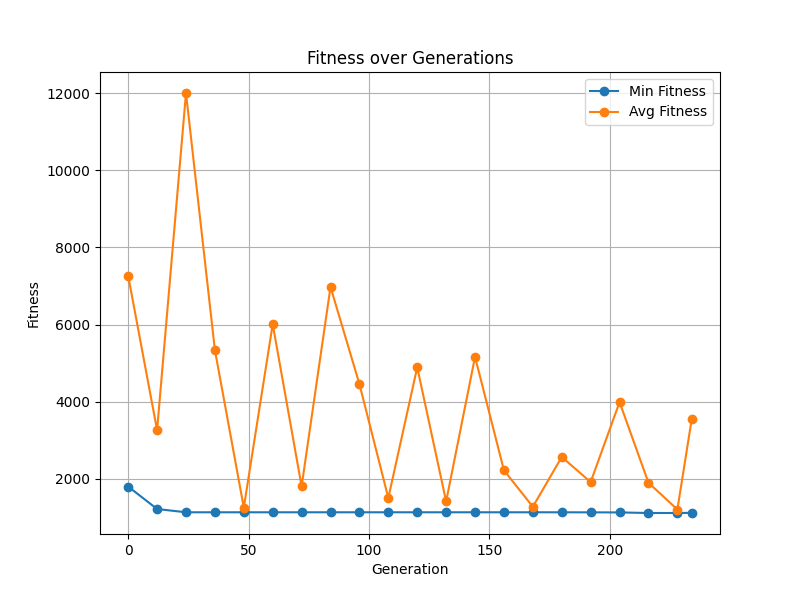 Fitness over Generations
Min Fitness
Avg Fitness
12000
10000
8000
6000
4000
2000
Fitness
0 50 100 150 200
Generation